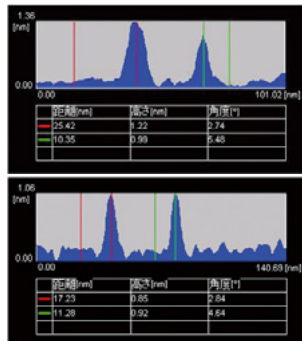 1.36
[nm]
0.00
0.00 101.02 [nm]
距離[nm] 高さ[nm] 角度[°]
25.42 1.22 2.74
10.35 0.99 5.48
1.06
[nm]
0.00
0.00 140.69 [nm]
距離[nm] 高さ[nm] 角度[°]
17.23 0.85 2.84
11.28 0.92 4.64